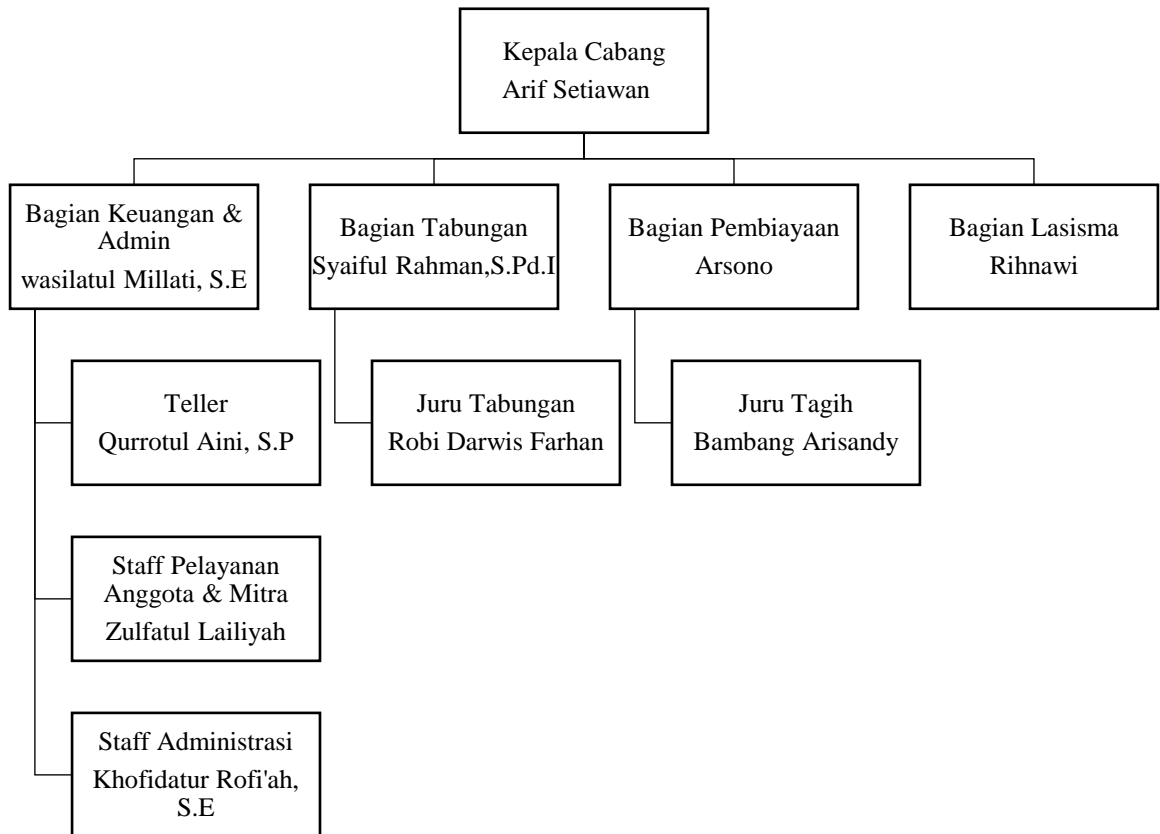 Kepala Cabang
Arif Setiawan
Bagian Keuangan &
Admin
wasilatul Millati, S.E
Bagian Tabungan
Syaiful Rahman,S.Pd.I
Bagian Pembiayaan
Arsono
Bagian Lasisma
Rihnawi
Teller
Qurrotul Aini, S.P
Juru Tabungan
Robi Darwis Farhan
Juru Tagih
Bambang Arisandy
Staff Pelayanan
Anggota & Mitra
Zulfatul Lailiyah
Staff Administrasi
Khofidatur Rofi'ah,
S.E